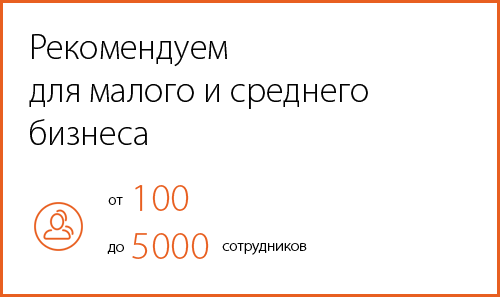 Рекомендуем
для малого и среднего
бизнеса
от 100
до 5000 сотрудников